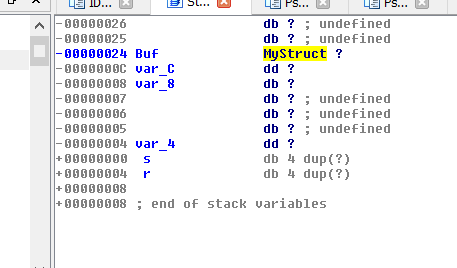 ID... St... Ps... Ps...
-00000026 db ? ; undefined
-00000025 db ? ; undefined
-00000024 Buf MyStruct ?
-0000000C var_C dd ?
-00000008 var_8 db ?
-00000007 db ? ; undefined
-00000006 db ? ; undefined
-00000005 db ? ; undefined
-00000004 var_4 dd ?
+00000000 s db 4 dup(?)
+00000004 r db 4 dup(?)
+00000008
+00000008 ; end of stack variables